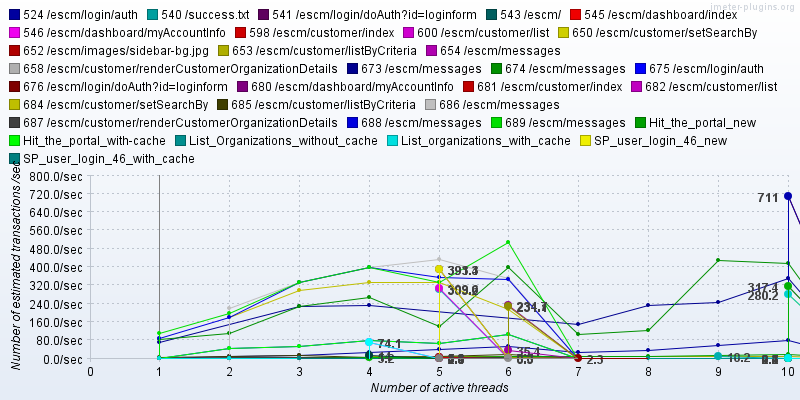 jmeter-plugins.org
524 /escm/login/auth 540 /success.txt 541 /escm/login/doAuth?id=loginform 543 /escm/ 545 /escm/dashboard/index
546 /escm/dashboard/myAccountInfo 598 /escm/customer/index 600 /escm/customer/list 650 /escm/customer/setSearchBy
652 /escm/images/sidebar-bg.jpg 653 /escm/customer/listByCriteria 654 /escm/messages
658 /escm/customer/renderCustomerOrganizationDetails 673 /escm/messages 674 /escm/messages 675 /escm/login/auth
676 /escm/login/doAuth?id=loginform 680 /escm/dashboard/myAccountInfo 681 /escm/customer/index 682 /escm/customer/list
684 /escm/customer/setSearchBy 685 /escm/customer/listByCriteria 686 /escm/messages
687 /escm/customer/renderCustomerOrganizationDetails 688 /escm/messages 689 /escm/messages Hit_the_portal_new
Hit_the_portal_with-cache List_Organizations_without_cache List_organizations_with_cache SP_user_login_46_new
SP_user_login_46_with_cache
Number of estimated transactions /sec
800.0/sec
720.0/sec
640.0/sec
560.0/sec
480.0/sec
400.0/sec
320.0/sec
240.0/sec
160.0/sec
80.0/sec
0.0/sec
711
317.4
280.2
74.1
35.4
2.3
10.2
0 1 2 3 4 5 6 7 8 9 10
Number of active threads